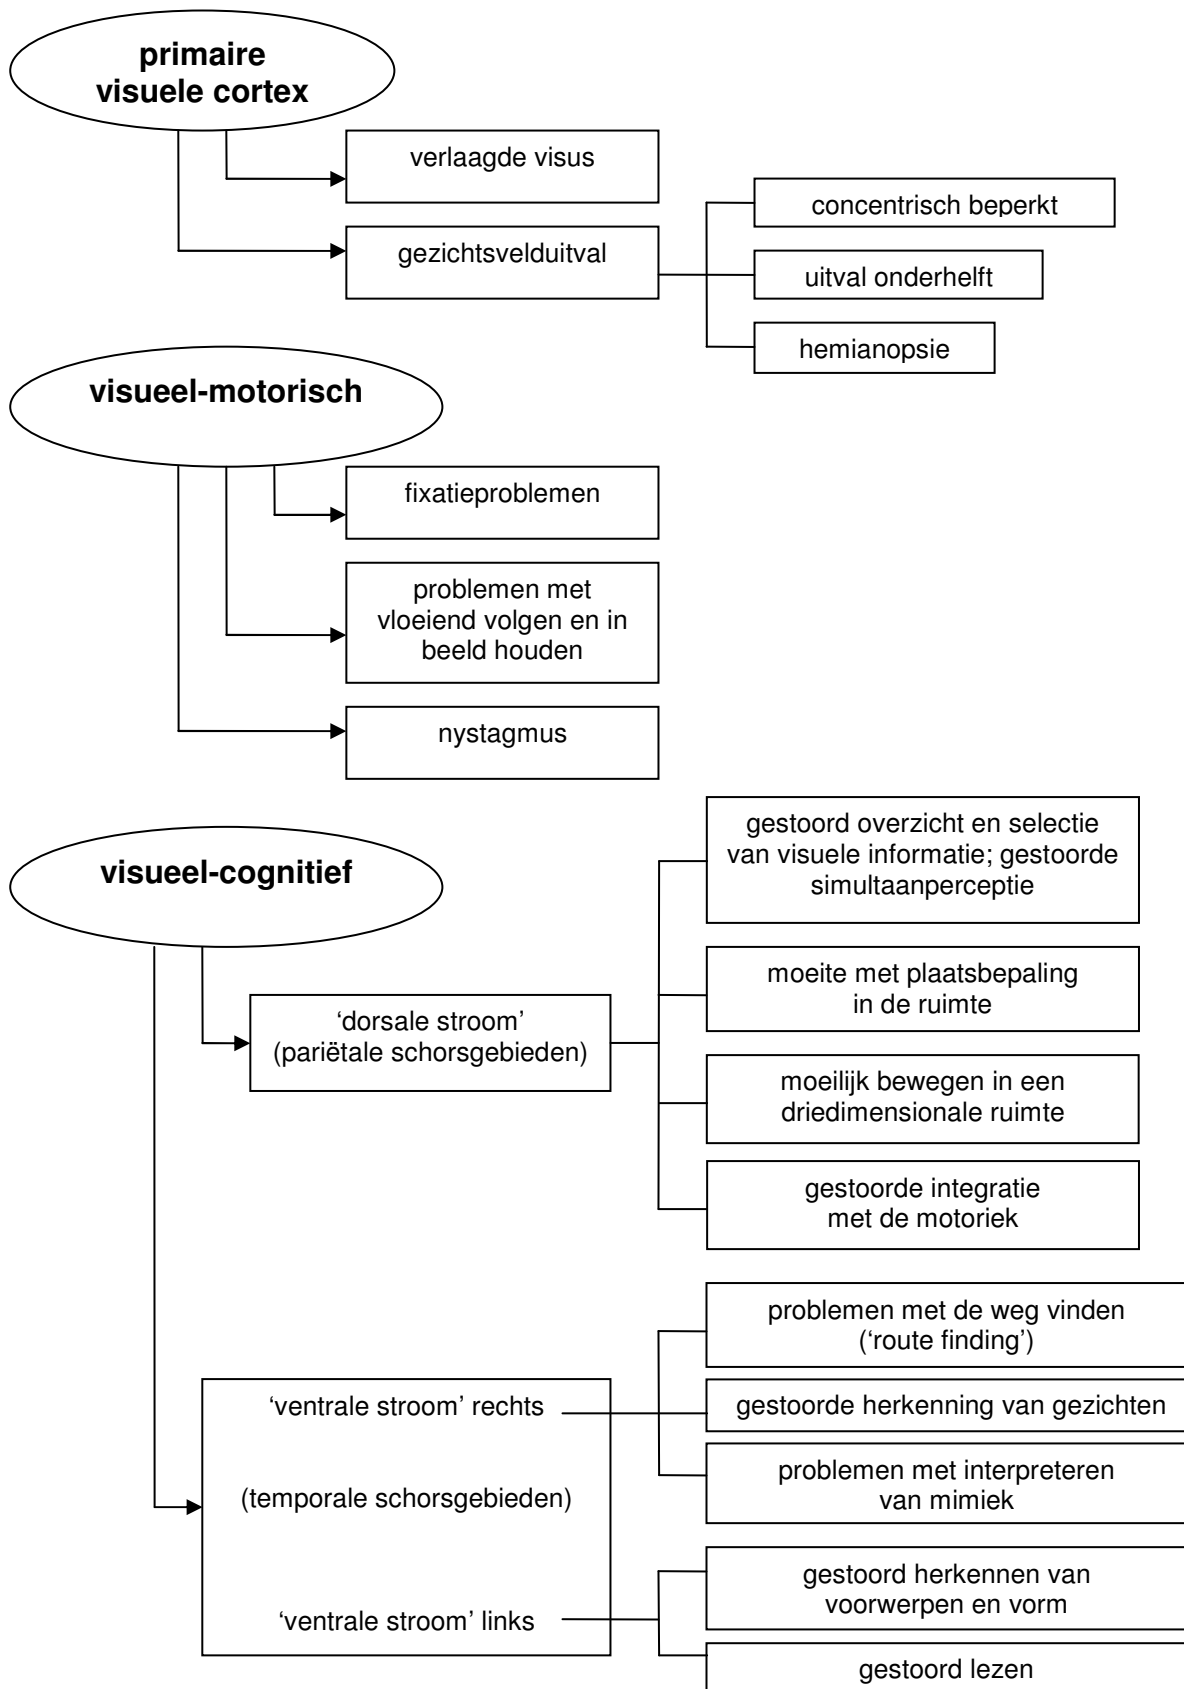 primaire
visuele cortex
verlaagde visus
gezichtsvelduitval
concentrisch beperkt
uitval onderhelft
hemianopsie
visueel-motorisch
fixatieproblemen
problemen met
vloeiend volgen en in
beeld houden
nystagmus
visueel-cognitief
‘dorsale stroom’
(pariëtale schorsgebieden)
gestoord overzicht en selectie
van visuele informatie; gestoorde
simultaanperceptie
moeite met plaatsbepaling
in de ruimte
moeilijk bewegen in een
driedimensionale ruimte
gestoorde integratie
met de motoriek
‘ventrale stroom’ rechts
(temporale schorsgebieden)
‘ventrale stroom’ links
problemen met de weg vinden
(‘route finding’)
gestoorde herkenning van gezichten
problemen met interpreteren
van mimiek
gestoord herkennen van
voorwerpen en vorm
gestoord lezen